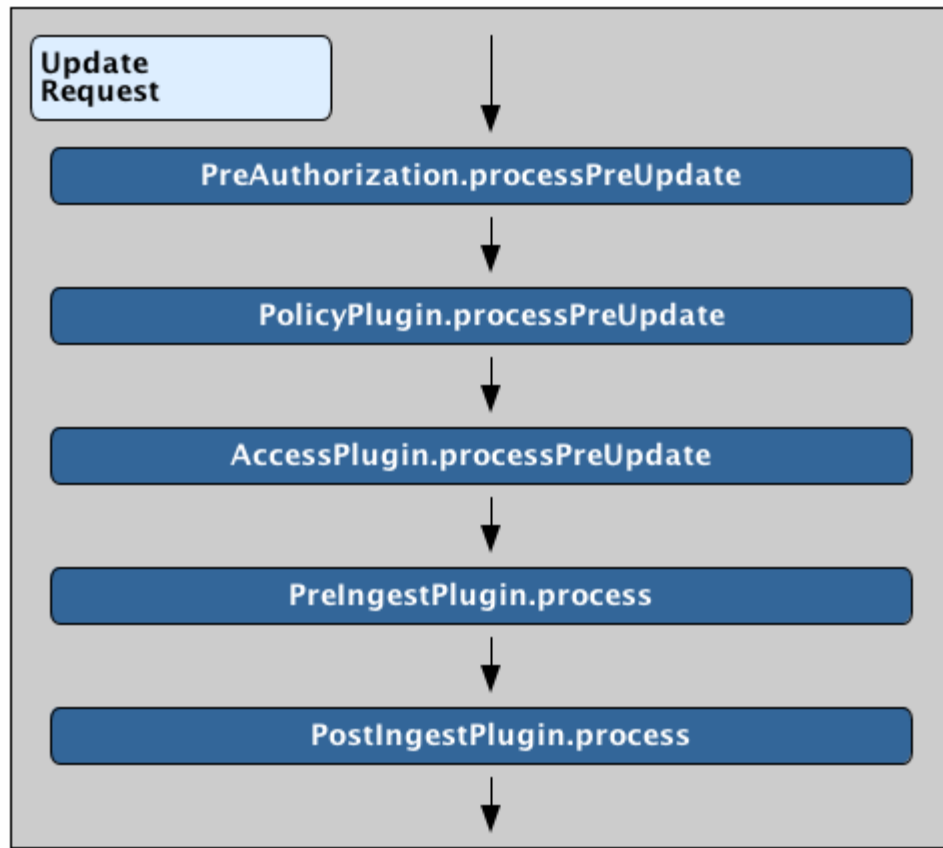 Update
Request
PreAuthorization.processPreUpdate
PolicyPlugin.processPreUpdate
AccessPlugin.processPreUpdate
PreIngestPlugin.process
PostIngestPlugin.process